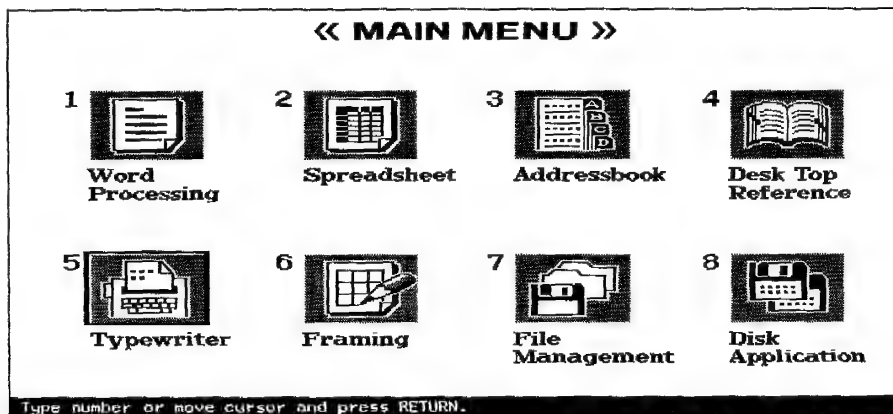 « MAIN MENU »
1
2
3
4
Word
Processing
Spreadsheet
Addressbook
Desk Top
Reference
5
6
7
8
Typewriter
Framing
File
Management
Disk
Application
Type number or move cursor and press RETURN.